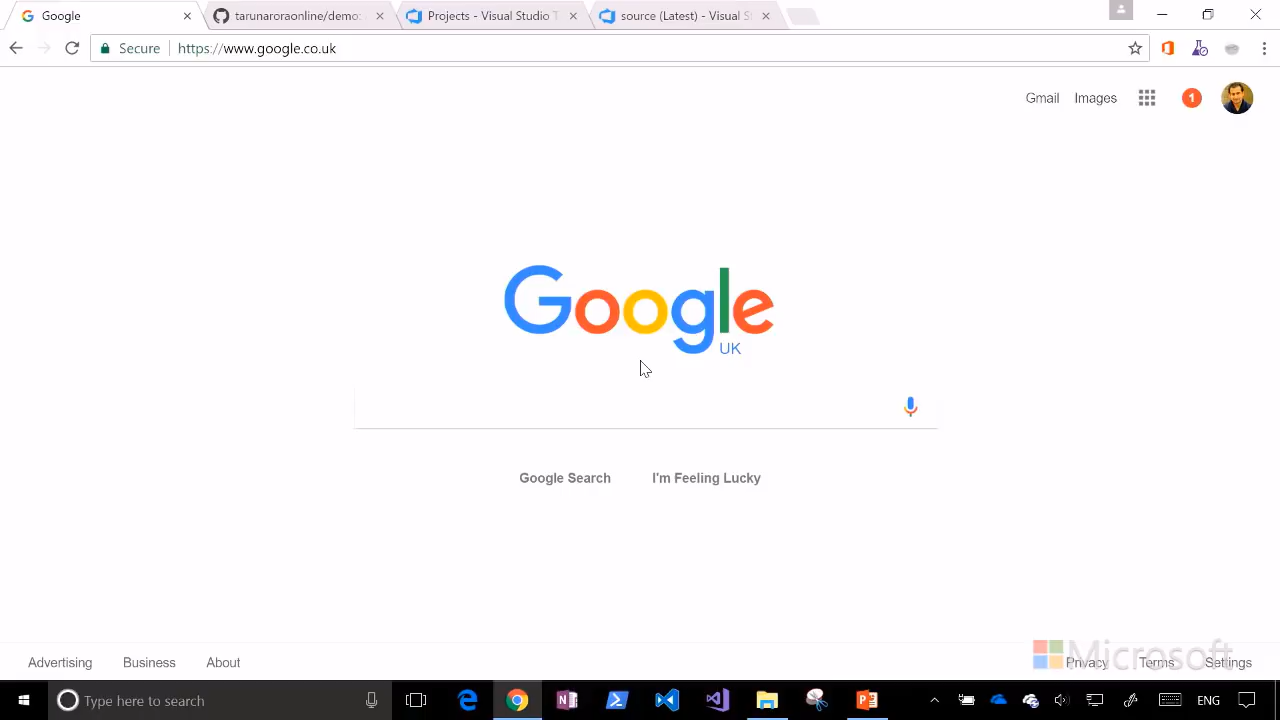 Google
tarunaroraonline/demo:
Projects - Visual Studio T
source (Latest) - Visual S
Secure
https://www.google.co.uk
Gmail
Images
1
Google
UK
Google Search
I'm Feeling Lucky
Advertising
Business
About
Privacy
Terms
Settings
Microsoft
Type here to search
ENG